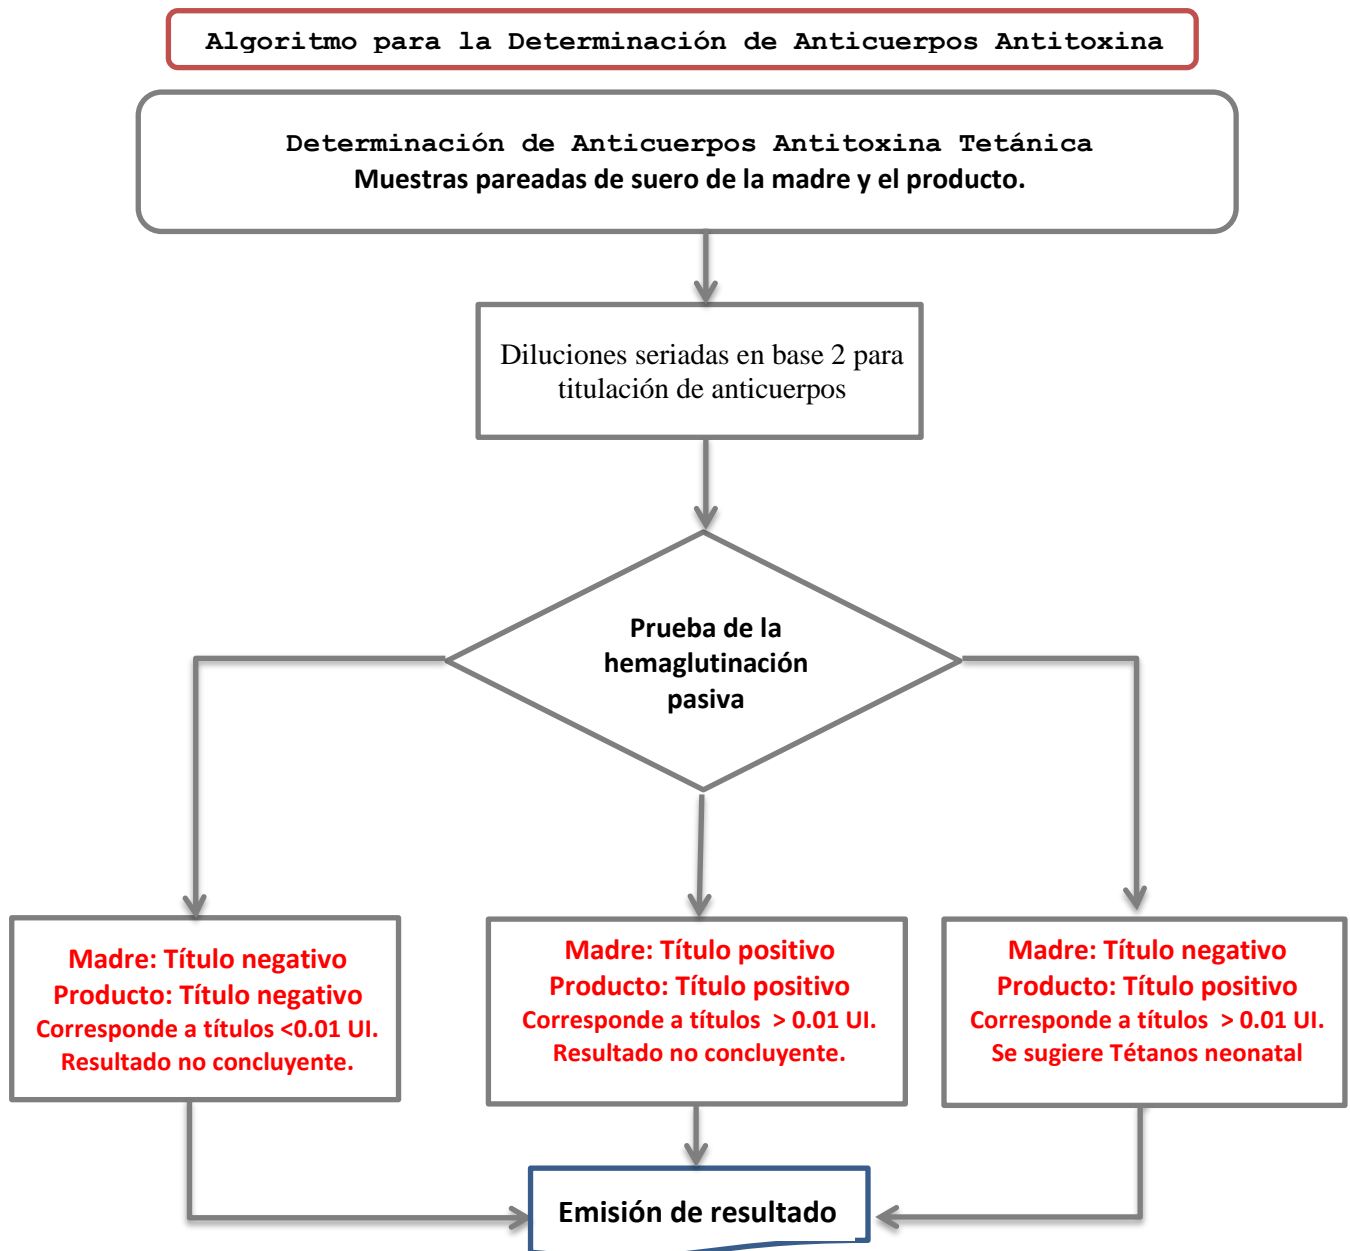 Algoritmo para la Determinación de Anticuerpos Antitoxina
Determinación de Anticuerpos Antitoxina Tetánica
Muestras pareadas de suero de la madre y el producto.
Diluciones seriadas en base 2 para
titulación de anticuerpos
Prueba de la
hemaglutinación
pasiva
Madre: Título negativo
Producto: Título negativo
Corresponde a títulos <0.01 UI.
Resultado no concluyente.
Madre: Título positivo
Producto: Título positivo
Corresponde a títulos > 0.01 UI.
Resultado no concluyente.
Madre: Título negativo
Producto: Título positivo
Corresponde a títulos > 0.01 UI.
Se sugiere Tétanos neonatal
Emisión de resultado